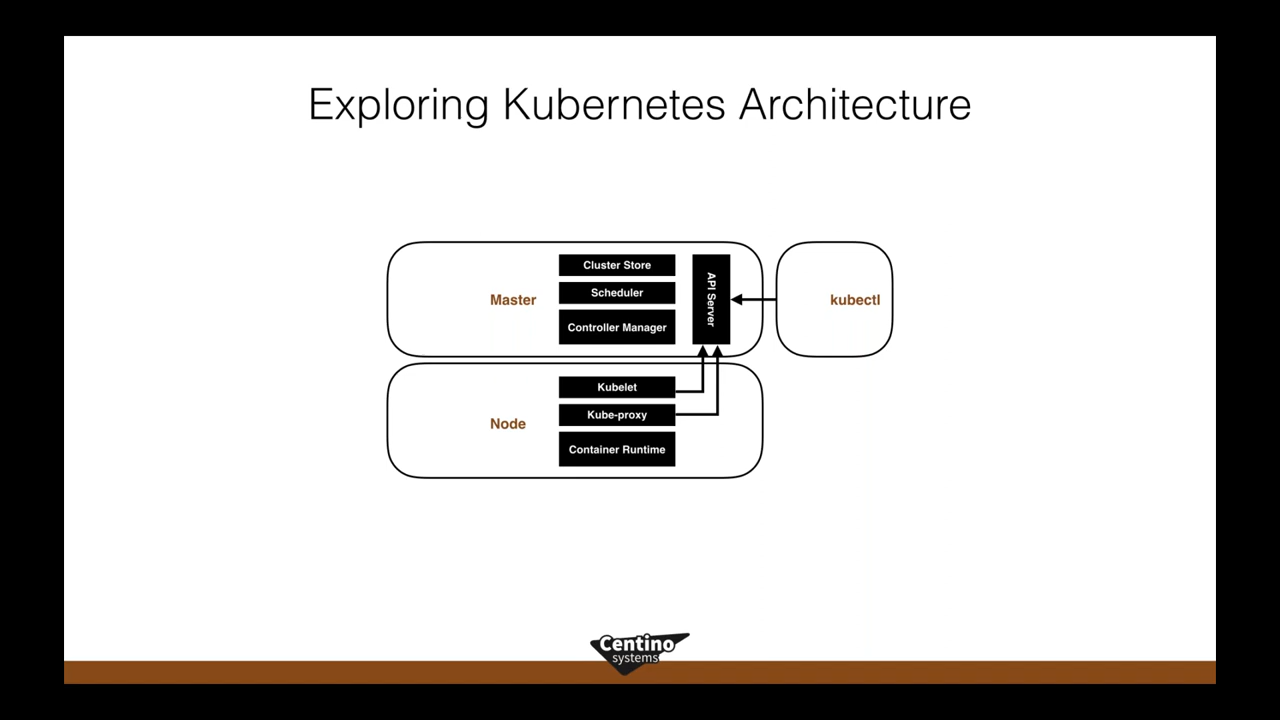 Exploring Kubernetes Architecture
Master
Cluster Store
Scheduler
Controller Manager
API Server
kubectl
Node
Kubelet
Kube-proxy
Container Runtime
Centino
systems